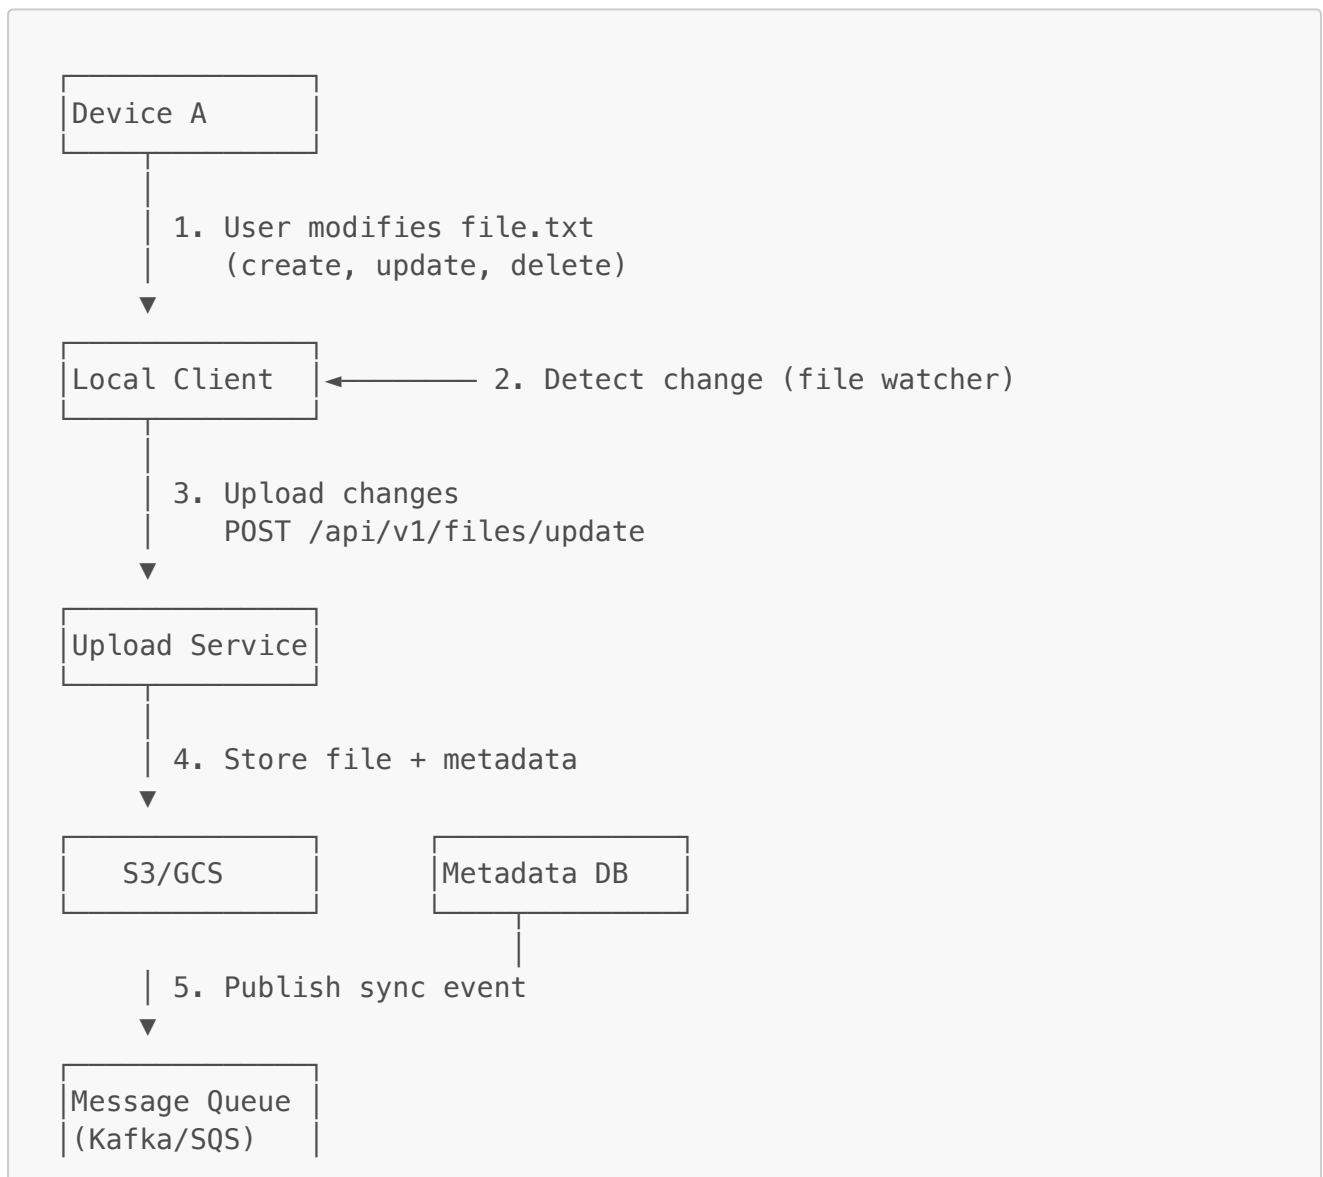 Device A
1. User modifies file.txt
(create, update, delete)
Local Client
2. Detect change (file watcher)
3. Upload changes
POST /api/v1/files/update
Upload Service
4. Store file + metadata
S3/GCS
Metadata DB
5. Publish sync event
Message Queue
(Kafka/SQS)